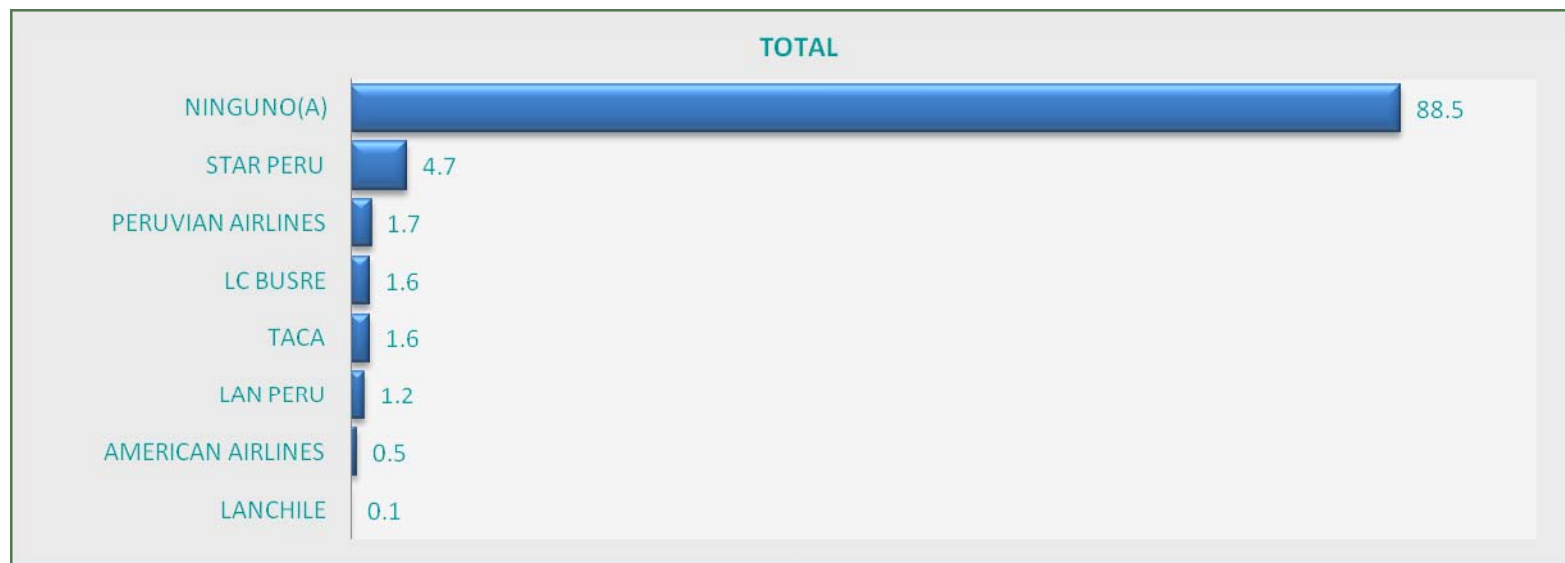 TOTAL
NINGUNO(A) 88.5
STAR PERU 4.7
PERUVIAN AIRLINES 1.7
LC BUSRE 1.6
TACA 1.6
LAN PERU 1.2
AMERICAN AIRLINES 0.5
LANCHILE 0.1